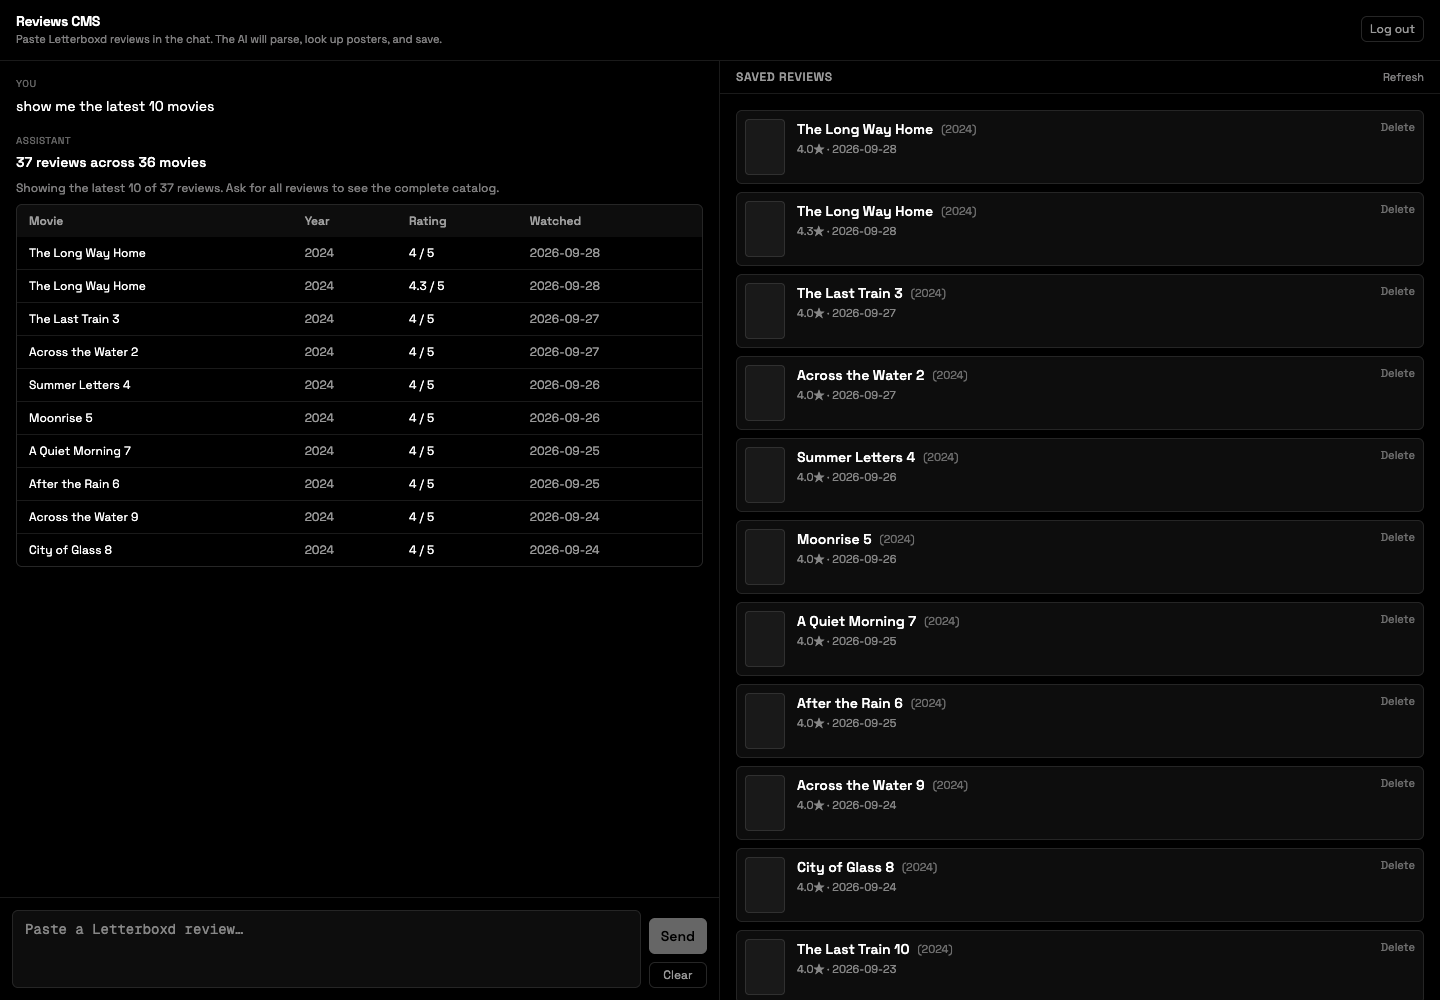 Reviews CMS
Paste Letterboxd reviews in the chat. The AI will parse, look up posters, and save.
Log out
YOU
show me the latest 10 movies
ASSISTANT
37 reviews across 36 movies
Showing the latest 10 of 37 reviews. Ask for all reviews to see the complete catalog.
Movie Year Rating Watched
The Long Way Home 2024 4 / 5 2026-09-28
The Long Way Home 2024 4.3 / 5 2026-09-28
The Last Train 3 2024 4 / 5 2026-09-27
Across the Water 2 2024 4 / 5 2026-09-27
Summer Letters 4 2024 4 / 5 2026-09-26
Moonrise 5 2024 4 / 5 2026-09-26
A Quiet Morning 7 2024 4 / 5 2026-09-25
After the Rain 6 2024 4 / 5 2026-09-25
Across the Water 9 2024 4 / 5 2026-09-24
City of Glass 8 2024 4 / 5 2026-09-24
Paste a Letterboxd review…
Send
Clear
SAVED REVIEWS Refresh
The Long Way Home (2024) Delete
4.0★ · 2026-09-28
The Long Way Home (2024) Delete
4.3★ · 2026-09-28
The Last Train 3 (2024) Delete
4.0★ · 2026-09-27
Across the Water 2 (2024) Delete
4.0★ · 2026-09-27
Summer Letters 4 (2024) Delete
4.0★ · 2026-09-26
Moonrise 5 (2024) Delete
4.0★ · 2026-09-26
A Quiet Morning 7 (2024) Delete
4.0★ · 2026-09-25
After the Rain 6 (2024) Delete
4.0★ · 2026-09-25
Across the Water 9 (2024) Delete
4.0★ · 2026-09-24
City of Glass 8 (2024) Delete
4.0★ · 2026-09-24
The Last Train 10 (2024) Delete
4.0★ · 2026-09-23